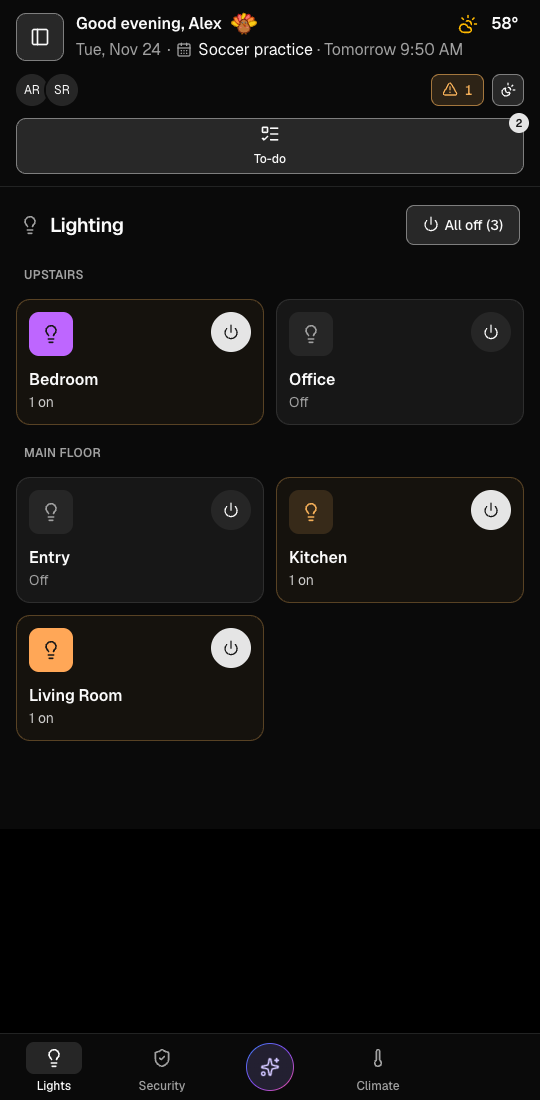 Good evening, Alex
58°
Tue, Nov 24 · Soccer practice · Tomorrow 9:50 AM
AR SR
1
2
To-do
Lighting
All off (3)
UPSTAIRS
Bedroom
1 on
Office
Off
MAIN FLOOR
Entry
Off
Kitchen
1 on
Living Room
1 on
Lights
Security
Climate